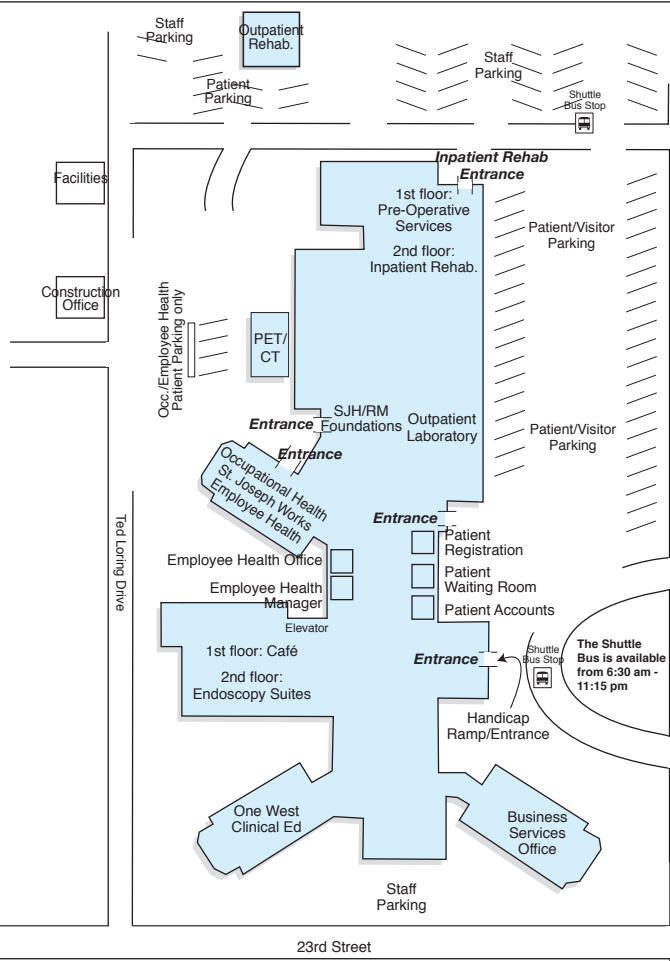 Staff
Parking
Outpatient
Rehab.
Staff
Parking
Patient
Parking
Shuttle
Bus Stop
Inpatient Rehab
Entrance
Facilities
1st floor:
Pre-Operative
Services
2nd floor:
Inpatient Rehab.
Patient/Visitor
Parking
Construction
Office
Occ./Employee Health
Patient Parking only
PET/
CT
Entrance
SJH/RM
Foundations
Outpatient
Laboratory
Patient/Visitor
Parking
Entrance
Occupational Health
St. Joseph Works
Employee Health
Entrance
Patient
Registration
Ted Loring Drive
Employee Health Office
Patient
Waiting Room
Employee Health
Manager
Patient Accounts
Elevator
1st floor: Café
2nd floor:
Endoscopy Suites
Entrance
Shuttle
Bus Stop
The Shuttle
Bus is available
from 6:30 am -
11:15 pm
Handicap
Ramp/Entrance
One West
Clinical Ed
Business
Services
Office
Staff
Parking
23rd Street